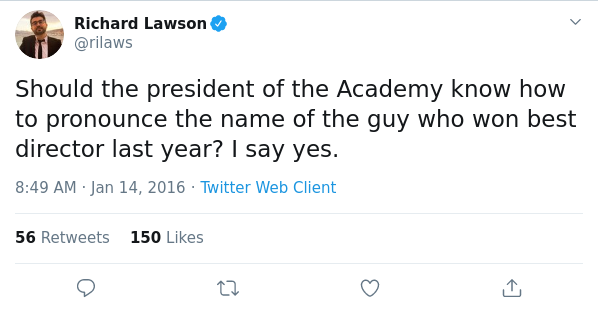 Richard Lawson
@rilaws
Should the president of the Academy know how
to pronounce the name of the guy who won best
director last year? I say yes.
8:49 AM · Jan 14, 2016 · Twitter Web Client
56 Retweets 150 Likes